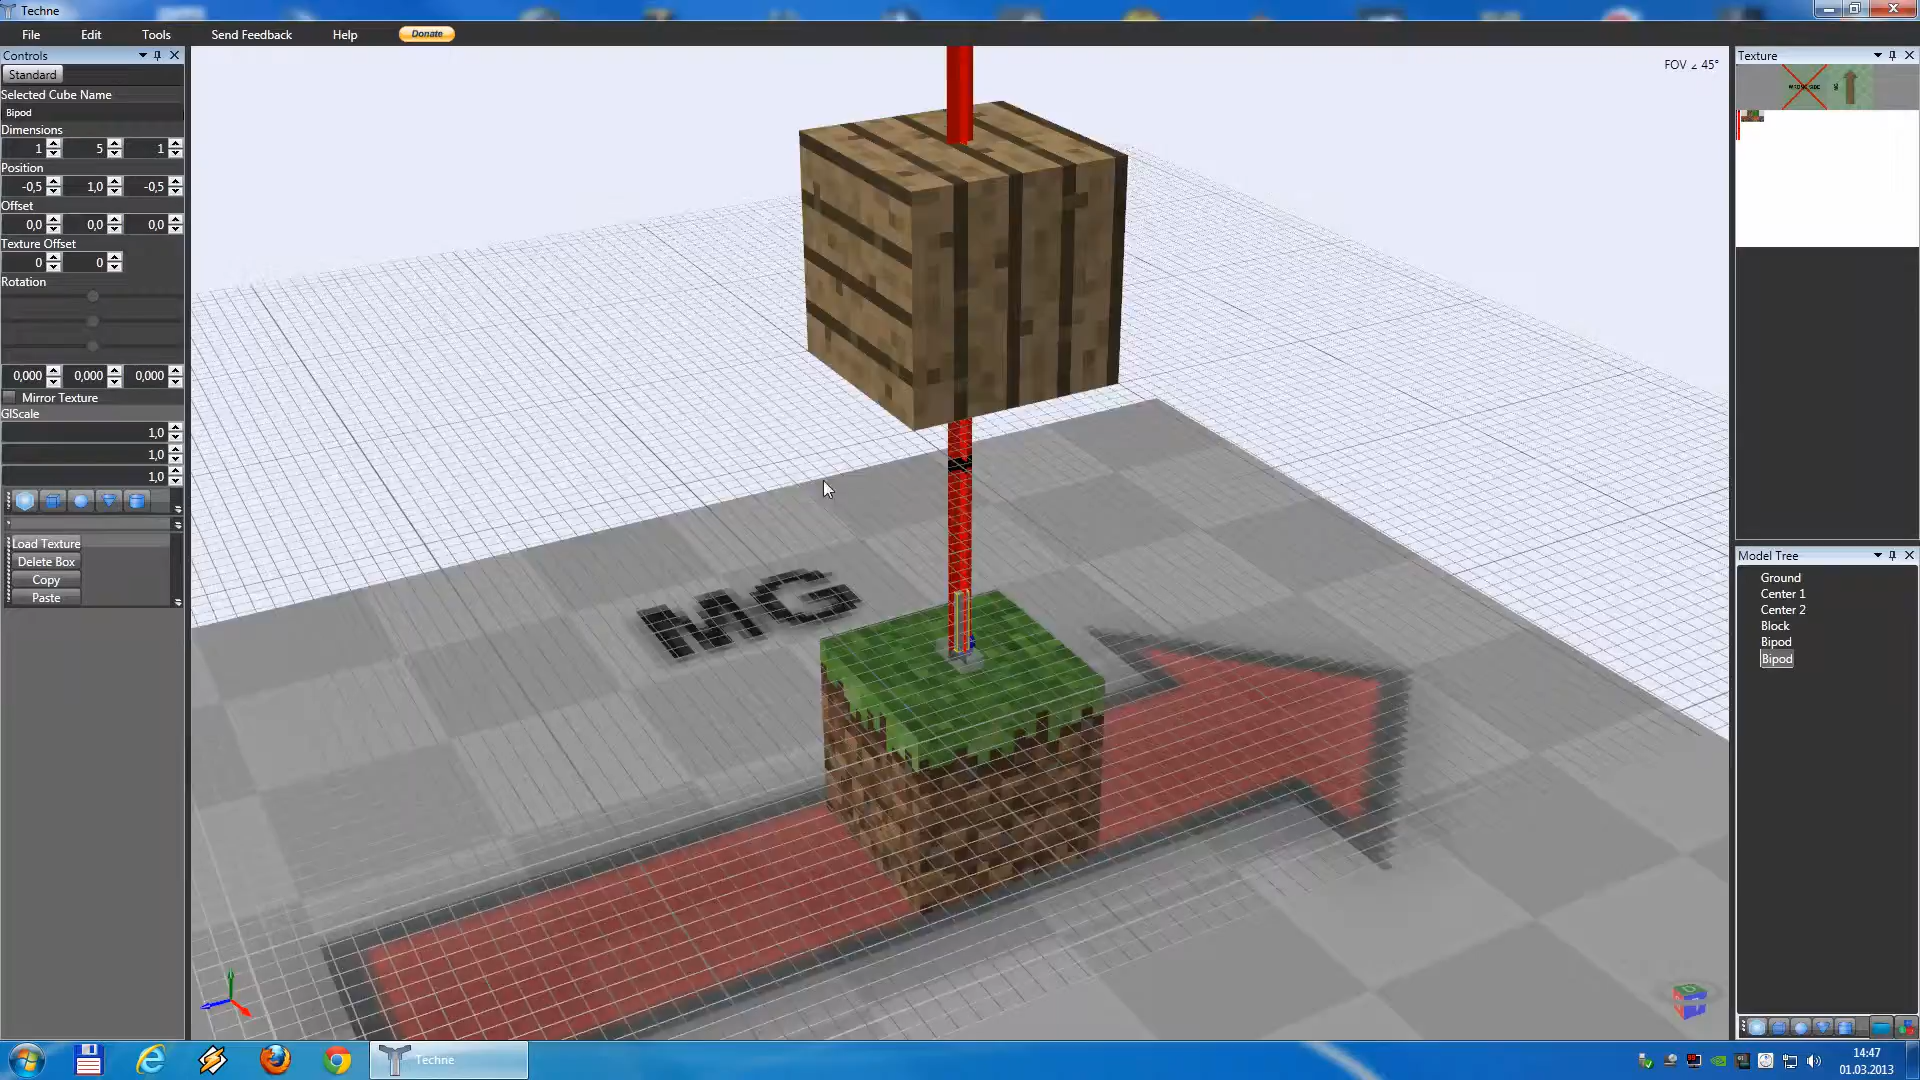 Techne
File Edit Tools Send Feedback Help Donate
Controls
Standard
Selected Cube Name
Bipod
Dimensions
1 5 1
Position
-0,5 1,0 -0,5
Offset
0,0 0,0 0,0
Texture Offset
0 0
Rotation
0,000 0,000 0,000
Mirror Texture
GlScale
1,0
1,0
1,0
Load Texture
Delete Box
Copy
Paste
FOV ∠ 45°
MG
Texture
WRONG SIDE
MG
Model Tree
Ground
Center 1
Center 2
Block
Bipod
Bipod
Techne
14:47
01.03.2013